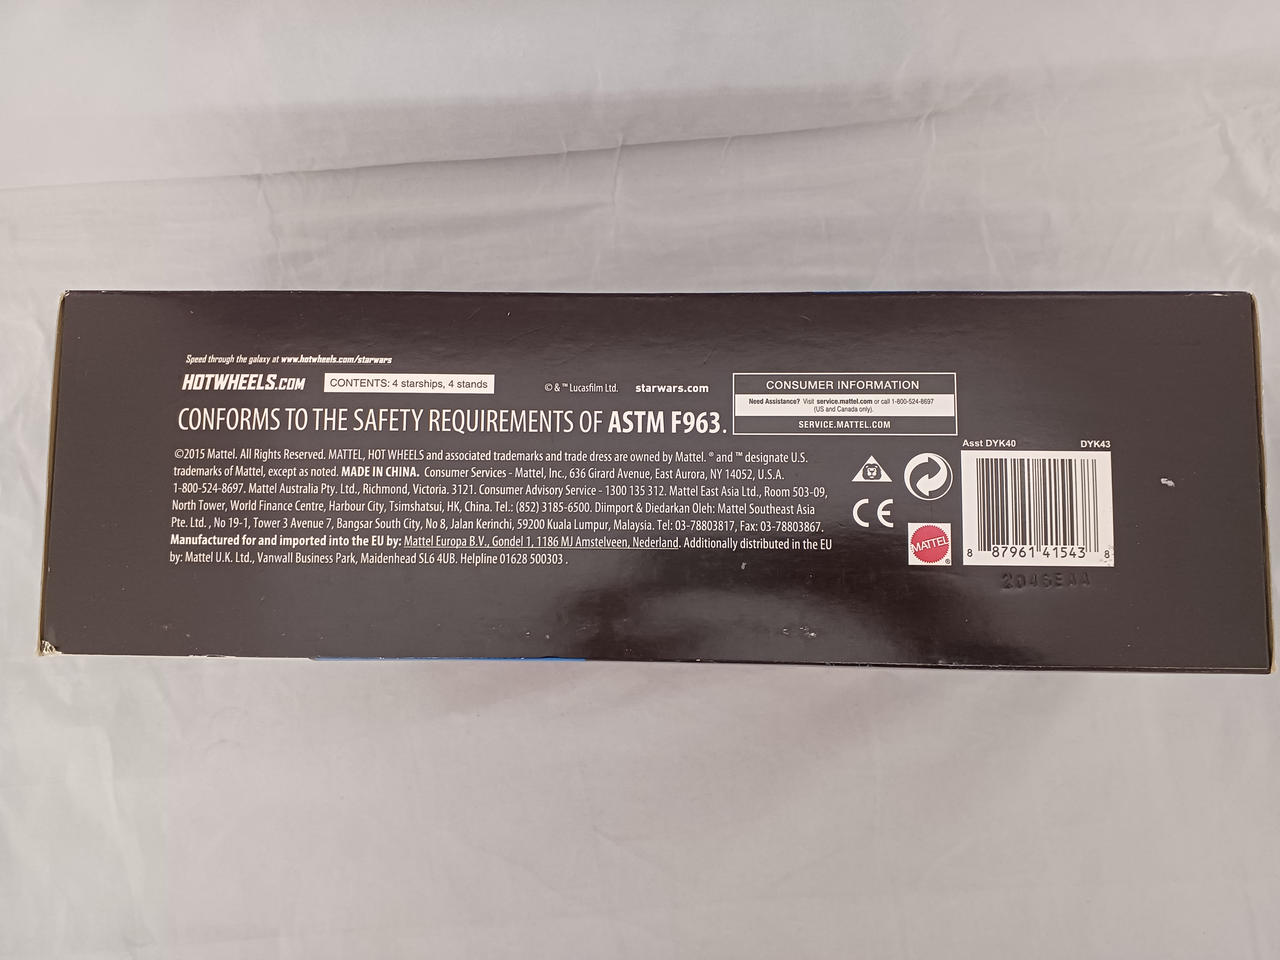 Speed through the galaxy at www.hotwheels.com/starwars
HOTWHEELS.COM
CONTENTS: 4 starships, 4 stands
© & ™ Lucasfilm Ltd.
starwars.com
CONFORMS TO THE SAFETY REQUIREMENTS OF ASTM F963.
CONSUMER INFORMATION
Need Assistance? Visit service.mattel.com or call 1-800-524-8697
(US and Canada only).
SERVICE.MATTEL.COM
©2015 Mattel. All Rights Reserved. MATTEL, HOT WHEELS and associated trademarks and trade dress are owned by Mattel. ® and ™ designate U.S.
trademarks of Mattel, except as noted. MADE IN CHINA. Consumer Services - Mattel, Inc., 636 Girard Avenue, East Aurora, NY 14052, U.S.A.
1-800-524-8697. Mattel Australia Pty. Ltd., Richmond, Victoria. 3121. Consumer Advisory Service - 1300 135 312. Mattel East Asia Ltd., Room 503-09,
North Tower, World Finance Centre, Harbour City, Tsimshatsui, HK, China. Tel.: (852) 3185-6500. Diimport & Diedarkan Oleh: Mattel Southeast Asia
Pte. Ltd., No 19-1, Tower 3 Avenue 7, Bangsar South City, No 8, Jalan Kerinchi, 59200 Kuala Lumpur, Malaysia. Tel: 03-78803817, Fax: 03-78803867.
Manufactured for and imported into the EU by: Mattel Europa B.V., Gondel 1, 1186 MJ Amstelveen, Nederland. Additionally distributed in the EU
by: Mattel U.K. Ltd., Vanwall Business Park, Maidenhead SL6 4UB. Helpline 01628 500303 .
CE
MATTEL
®
Asst DYK40
DYK43
8 87961 41543 8
2046EAA